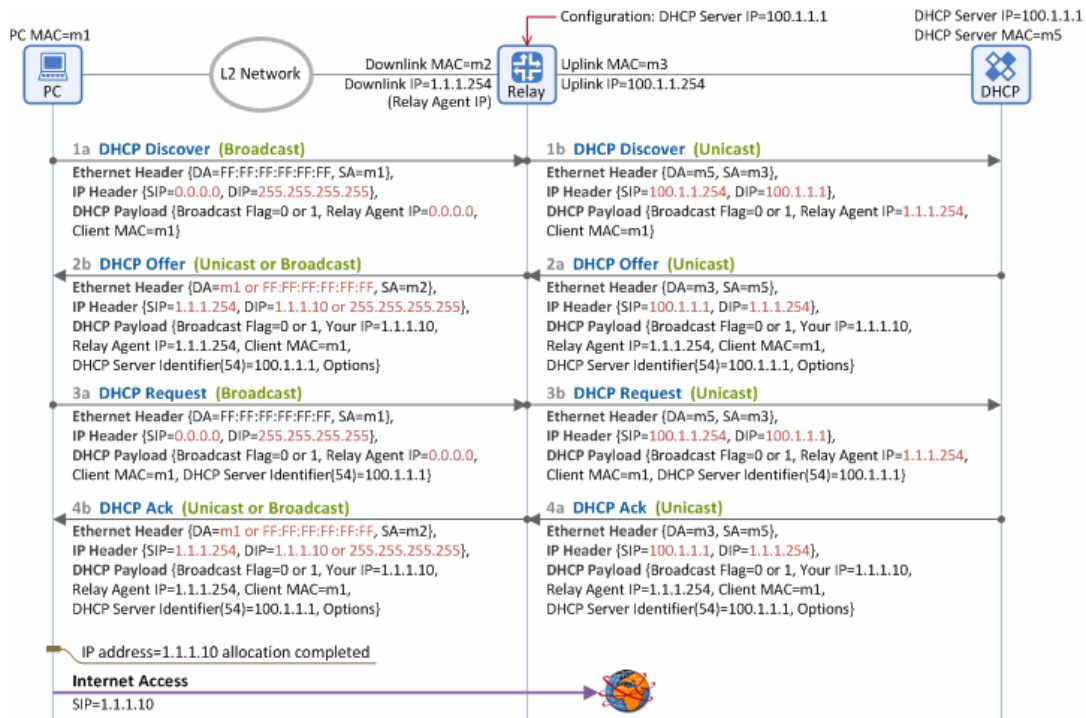 Configuration: DHCP Server IP=100.1.1.1
DHCP Server IP=100.1.1.1
DHCP Server MAC=m5
PC MAC=m1
PC
L2 Network
Downlink MAC=m2
Downlink IP=1.1.1.254
(Relay Agent IP)
Relay
Uplink MAC=m3
Uplink IP=100.1.1.254
DHCP
1a DHCP Discover (Broadcast)
Ethernet Header {DA=FF:FF:FF:FF:FF:FF, SA=m1},
IP Header {SIP=0.0.0.0, DIP=255.255.255.255},
DHCP Payload {Broadcast Flag=0 or 1, Relay Agent IP=0.0.0.0,
Client MAC=m1}
1b DHCP Discover (Unicast)
Ethernet Header {DA=m5, SA=m3},
IP Header {SIP=100.1.1.254, DIP=100.1.1.1},
DHCP Payload {Broadcast Flag=0 or 1, Relay Agent IP=1.1.1.254,
Client MAC=m1}
2b DHCP Offer (Unicast or Broadcast)
Ethernet Header {DA=m1 or FF:FF:FF:FF:FF:FF, SA=m2},
IP Header {SIP=1.1.1.254, DIP=1.1.1.10 or 255.255.255.255},
DHCP Payload {Broadcast Flag=0 or 1, Your IP=1.1.1.10,
Relay Agent IP=1.1.1.254, Client MAC=m1,
DHCP Server Identifier(54)=100.1.1.1, Options}
2a DHCP Offer (Unicast)
Ethernet Header {DA=m3, SA=m5},
IP Header {SIP=100.1.1.1, DIP=1.1.1.254},
DHCP Payload {Broadcast Flag=0 or 1, Your IP=1.1.1.10,
Relay Agent IP=1.1.1.254, Client MAC=m1,
DHCP Server Identifier(54)=100.1.1.1, Options}
3a DHCP Request (Broadcast)
Ethernet Header {DA=FF:FF:FF:FF:FF:FF, SA=m1},
IP Header {SIP=0.0.0.0, DIP=255.255.255.255},
DHCP Payload {Broadcast Flag=0 or 1, Relay Agent IP=0.0.0.0,
Client MAC=m1, DHCP Server Identifier(54)=100.1.1.1}
3b DHCP Request (Unicast)
Ethernet Header {DA=m5, SA=m3},
IP Header {SIP=100.1.1.254, DIP=100.1.1.1},
DHCP Payload {Broadcast Flag=0 or 1, Relay Agent IP=1.1.1.254,
Client MAC=m1, DHCP Server Identifier(54)=100.1.1.1}
4b DHCP Ack (Unicast or Broadcast)
Ethernet Header {DA=m1 or FF:FF:FF:FF:FF:FF, SA=m2},
IP Header {SIP=1.1.1.254, DIP=1.1.1.10 or 255.255.255.255},
DHCP Payload {Broadcast Flag=0 or 1, Your IP=1.1.1.10,
Relay Agent IP=1.1.1.254, Client MAC=m1,
DHCP Server Identifier(54)=100.1.1.1, Options}
4a DHCP Ack (Unicast)
Ethernet Header {DA=m3, SA=m5},
IP Header {SIP=100.1.1.1, DIP=1.1.1.254},
DHCP Payload {Broadcast Flag=0 or 1, Your IP=1.1.1.10,
Relay Agent IP=1.1.1.254, Client MAC=m1,
DHCP Server Identifier(54)=100.1.1.1, Options}
IP address=1.1.1.10 allocation completed
Internet Access
SIP=1.1.1.10